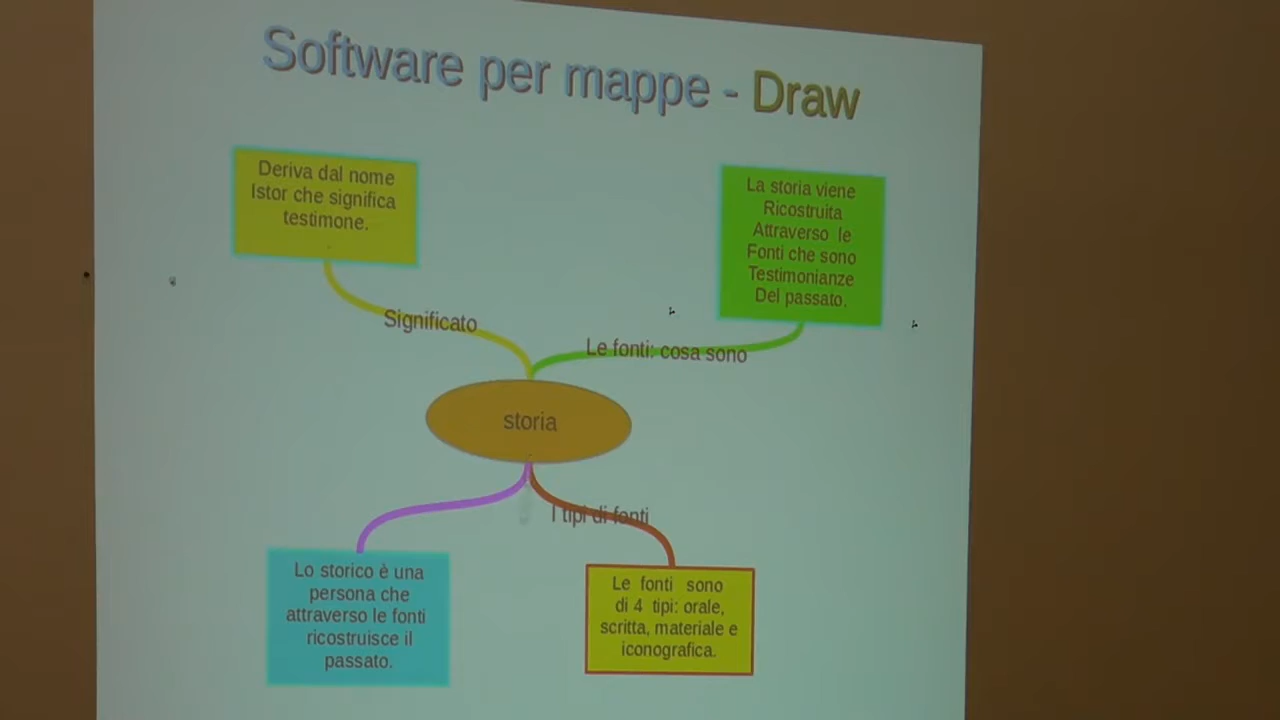 Software per mappe - Draw
Deriva dal nome
Istor che significa
testimone.
La storia viene
Ricostruita
Attraverso le
Fonti che sono
Testimonianze
Del passato.
Significato
Le fonti: cosa sono
storia
I tipi di fonti
Lo storico è una
persona che
attraverso le fonti
ricostruisce il
passato.
Le fonti sono
di 4 tipi: orale,
scritta, materiale e
iconografica.